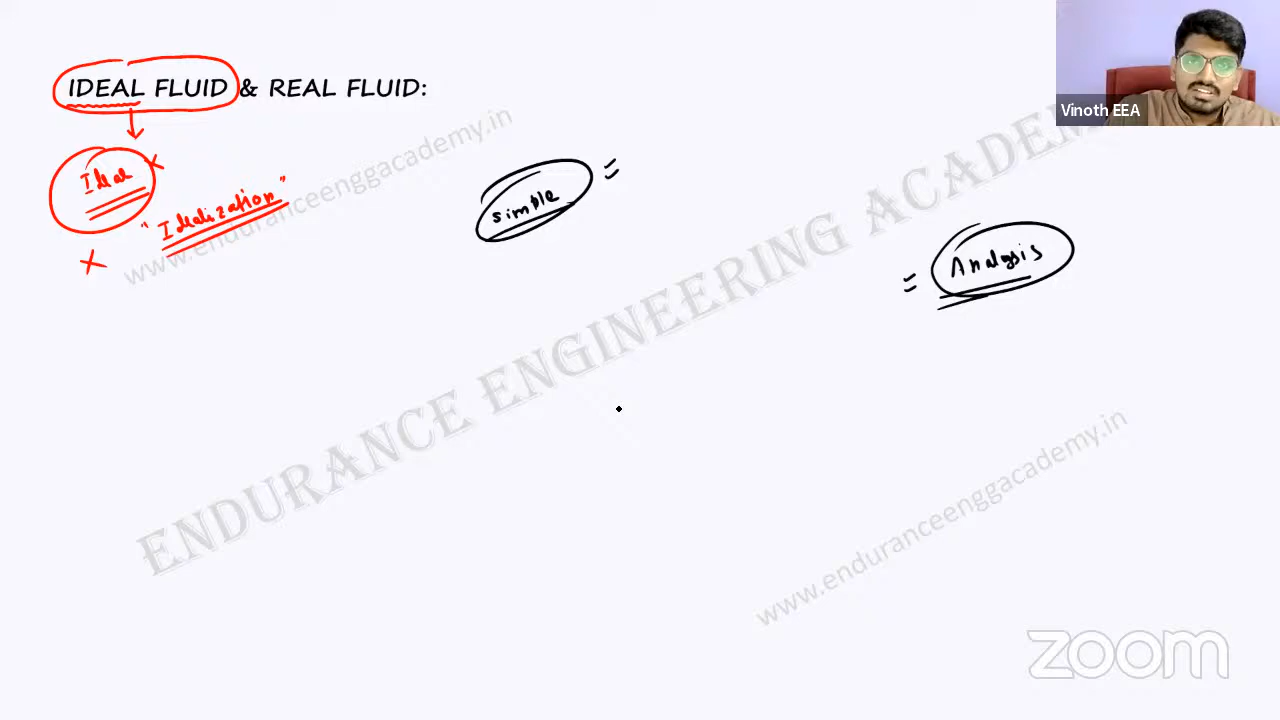 IDEAL FLUID & REAL FLUID:
Vinoth EEA
Ideal
"Idealization"
simple =
= Analysis
www.enduranceenggacademy.in
ENDURANCE ENGINEERING ACADEM
www.enduranceenggacademy.in
zoom